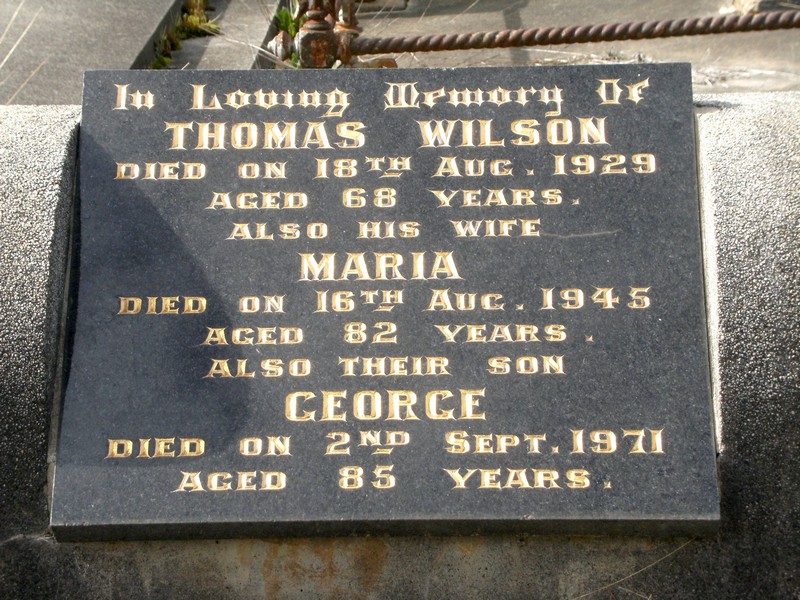 In Loving Memory Of
THOMAS WILSON
DIED ON 18TH AUG. 1929
AGED 68 YEARS.
ALSO HIS WIFE
MARIA
DIED ON 16TH AUG. 1945
AGED 82 YEARS.
ALSO THEIR SON
GEORGE
DIED ON 2ND SEPT. 1971
AGED 85 YEARS.